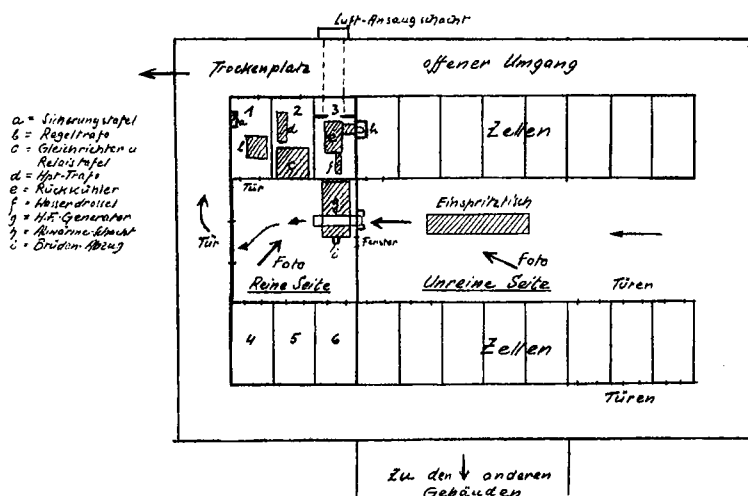 Luft-Ansaugschacht
Trockenplatz
offener Umgang
a = Sicherungstafel
b = Regeltrafo
c = Gleichrichter u
Relaistafel
d = Hpt-Trafo
e = Rückkühler
f = Wasserdrossel
g = H.F.-Generator
h = Abwärme-Schacht
i = Brüden-Abzug
1 2 3
a b c d e f h
Zellen
Tür
Tür
g
i
Fenster
Einspritztisch
Foto
Foto
Reine Seite
Unreine Seite
Türen
4 5 6
Zellen
Türen
Zu den anderen
Gebäuden